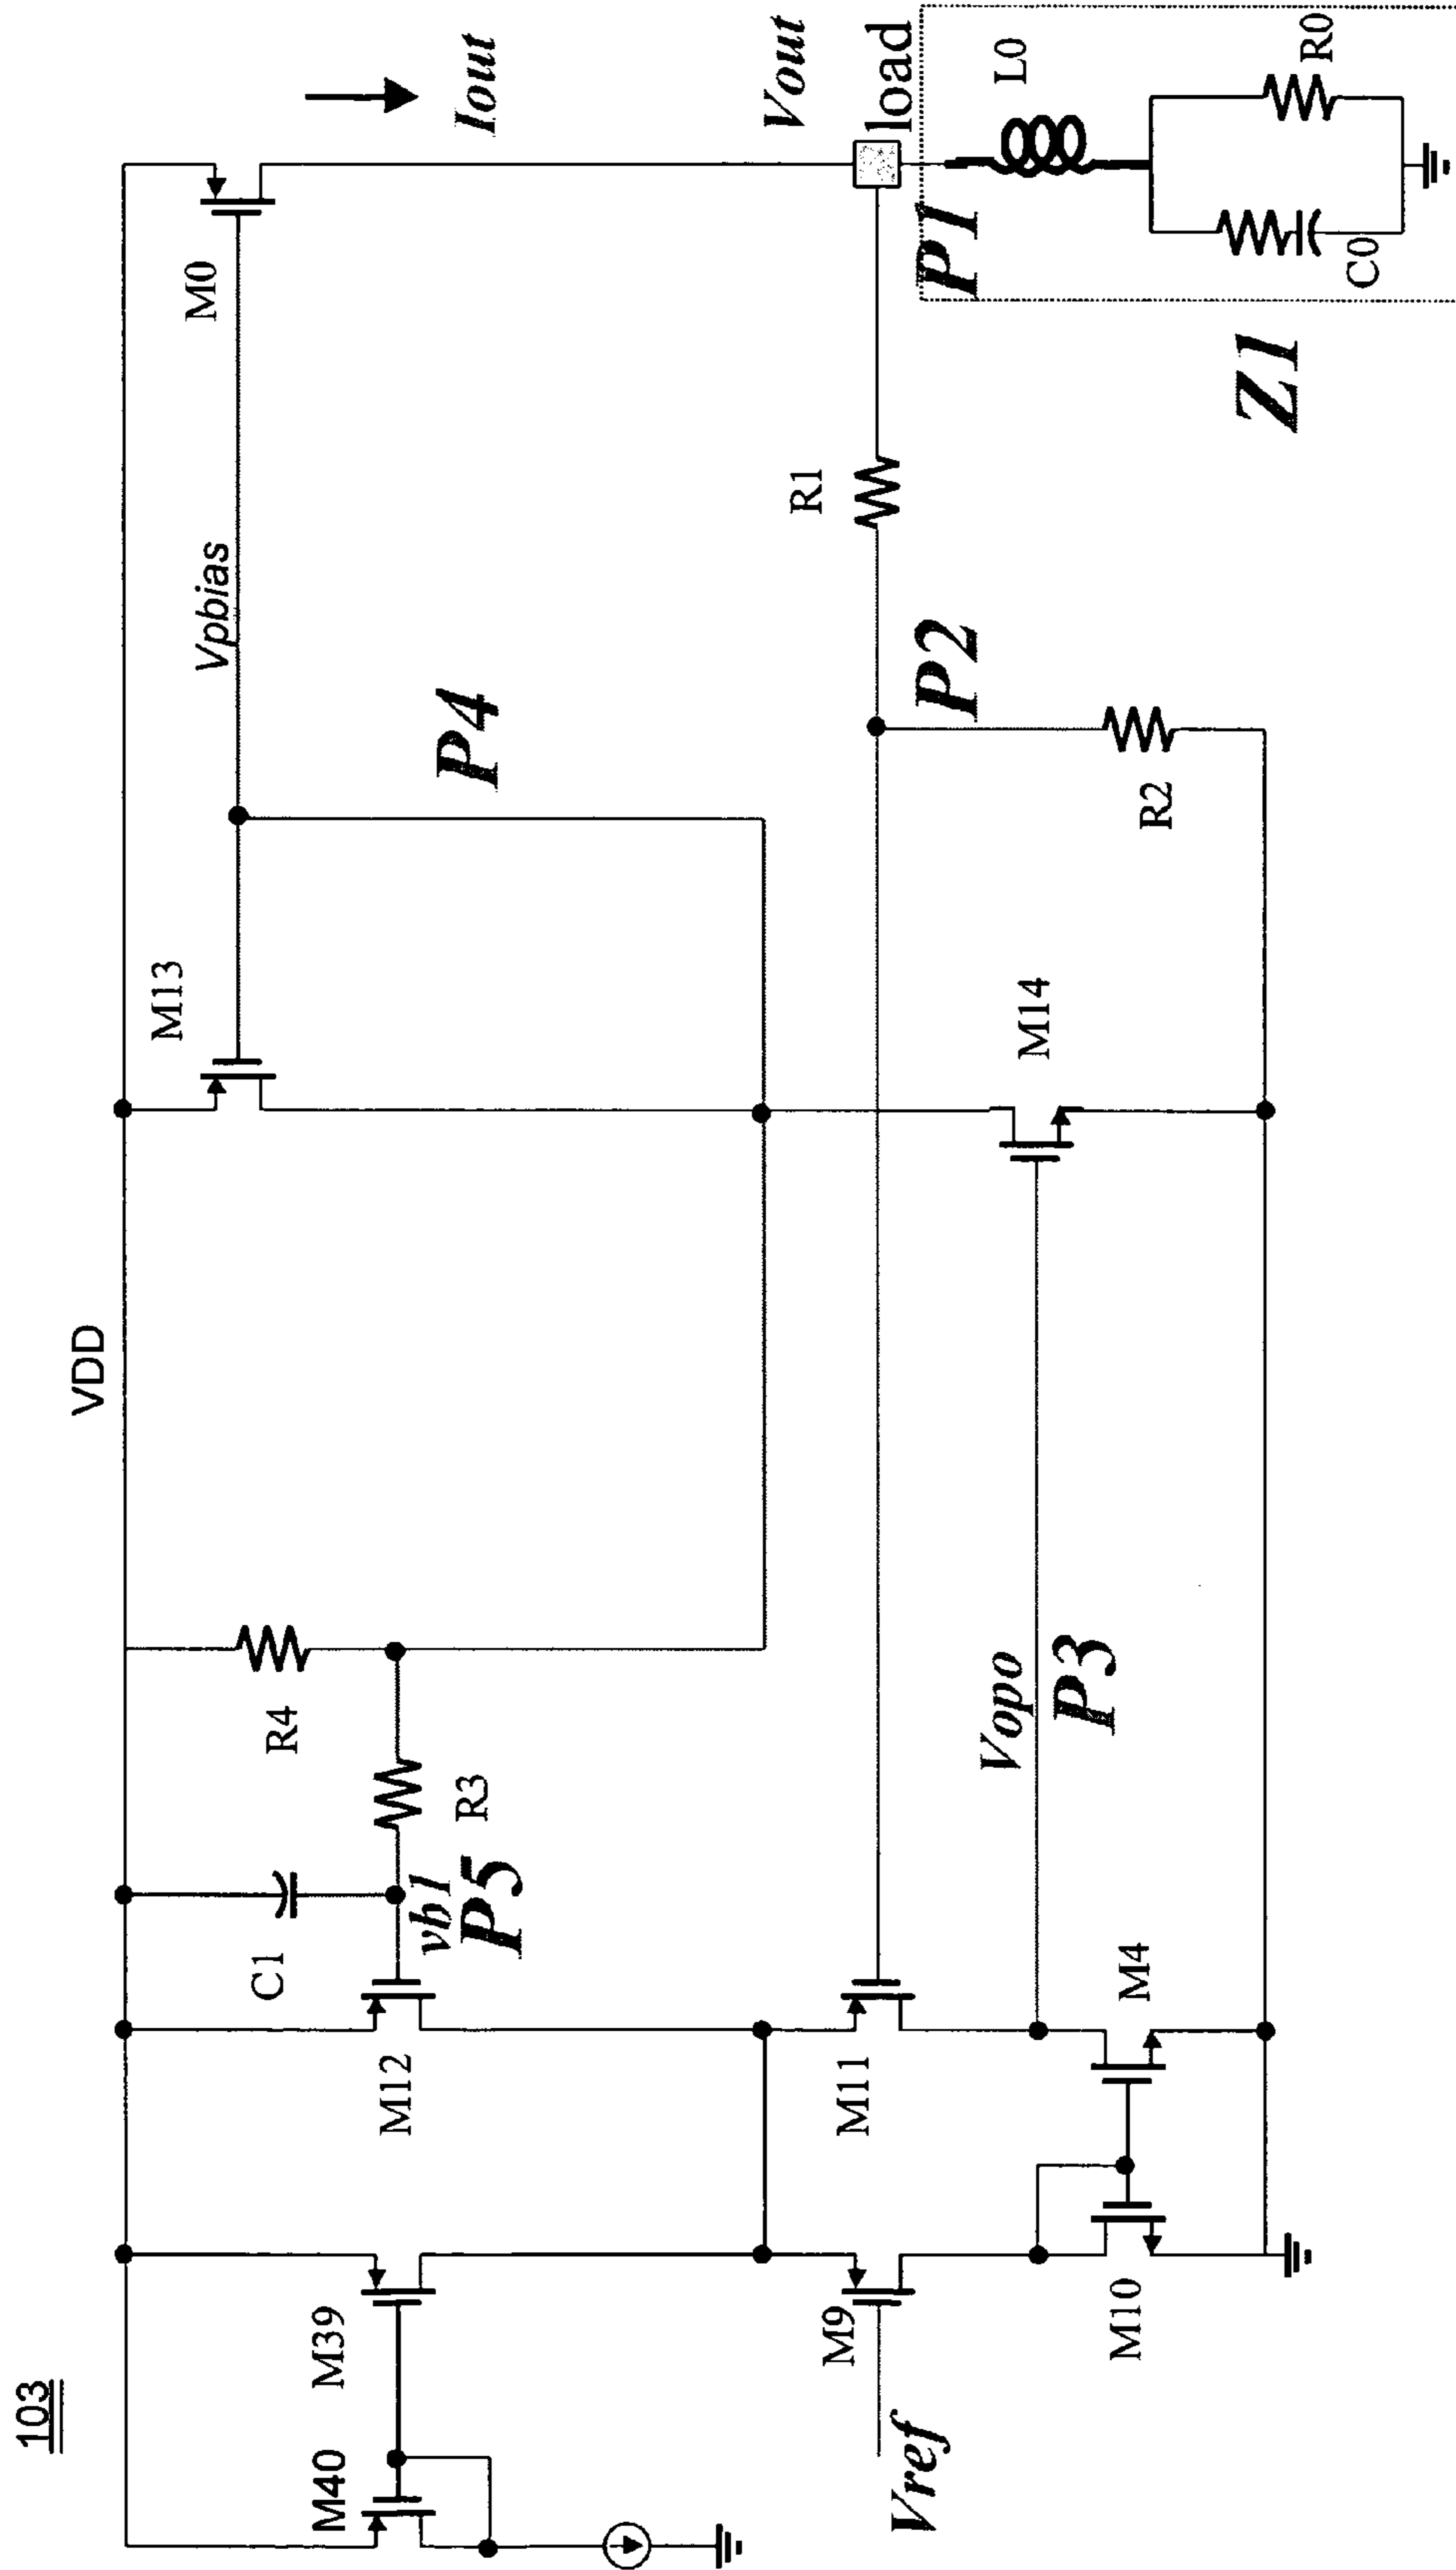 103
VDD
M40
M39
M12
C1
vb1
P5
R3
R4
M13
Vpbias
M0
Iout
P4
Vref
M9
M11
M10
M4
Vopo
P3
M14
R2
P2
R1
Vout
load
P1
L0
C0
R0
Z1